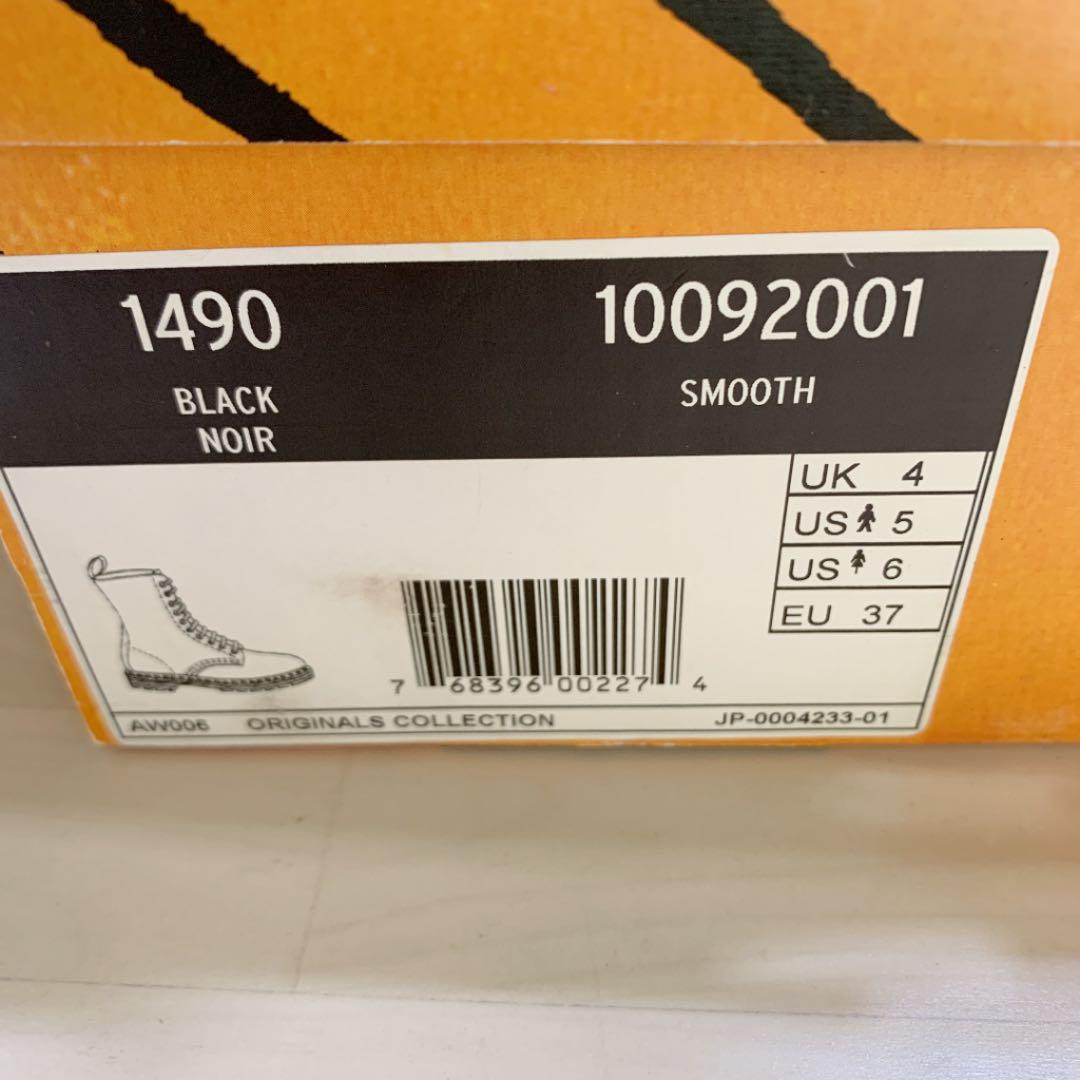 1490 10092001
BLACK SMOOTH
NOIR
UK 4
US 5
US 6
EU 37
7 68396 00227 4
AW006 ORIGINALS COLLECTION JP-0004233-01